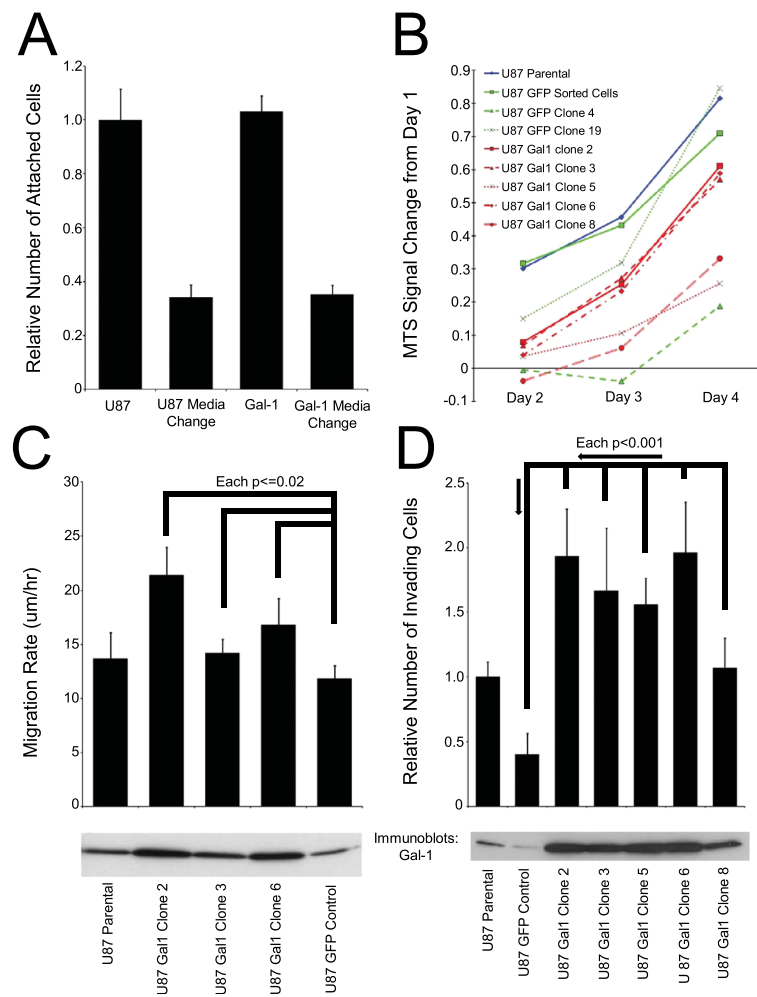 A
Relative Number of Attached Cells
1.2
1.0
0.8
0.6
0.4
0.2
0
U87
U87 Media
Change
Gal-1
Gal-1 Media
Change
B
MTS Signal Change from Day 1
0.9
0.8
0.7
0.6
0.5
0.4
0.3
0.2
0.1
0
-0.1
U87 Parental
U87 GFP Sorted Cells
U87 GFP Clone 4
U87 GFP Clone 19
U87 Gal1 clone 2
U87 Gal1 Clone 3
U87 Gal1 Clone 5
U87 Gal1 Clone 6
U87 Gal1 Clone 8
Day 2
Day 3
Day 4
C
Migration Rate (um/hr)
30
25
20
15
10
5
0
Each p<=0.02
U87 Parental
U87 Gal1 Clone 2
U87 Gal1 Clone 3
U87 Gal1 Clone 6
U87 GFP Control
Immunoblots:
Gal-1
D
Relative Number of Invading Cells
2.5
2.0
1.5
1.0
0.5
0
Each p<0.001
U87 Parental
U87 GFP Control
U87 Gal1 Clone 2
U87 Gal1 Clone 3
U87 Gal1 Clone 5
U 87 Gal1 Clone 6
U87 Gal1 Clone 8